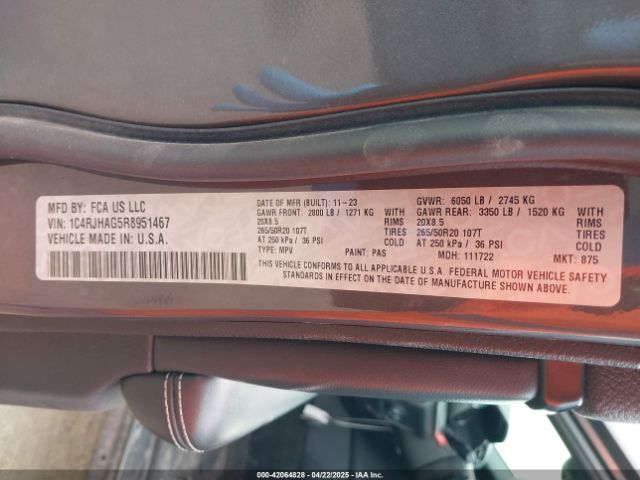 MFD BY: FCA US LLC
VIN: 1C4RJHAG5R8951467
VEHICLE MADE IN: U.S.A.
DATE OF MFR (BUILT): 11-23
GAWR FRONT: 2800 LB / 1271 KG
20X8.5
265/50R20 107T
AT 250 kPa / 36 PSI
TYPE: MPV
WITH
RIMS
TIRES
COLD
PAINT: PAS
GVWR: 6050 LB / 2745 KG
GAWR REAR: 3350 LB / 1520 KG
20X8.5
265/50R20 107T
AT 250 kPa / 36 PSI
MDH: 111722
WITH
RIMS
TIRES
COLD
MKT: 875
THIS VEHICLE CONFORMS TO ALL APPLICABLE U.S.A. FEDERAL MOTOR VEHICLE SAFETY
STANDARDS IN EFFECT ON THE DATE OF MANUFACTURE SHOWN ABOVE.
IAA | STOCK #: 42064828 | 04/22/2025 | ACCEPTANCE